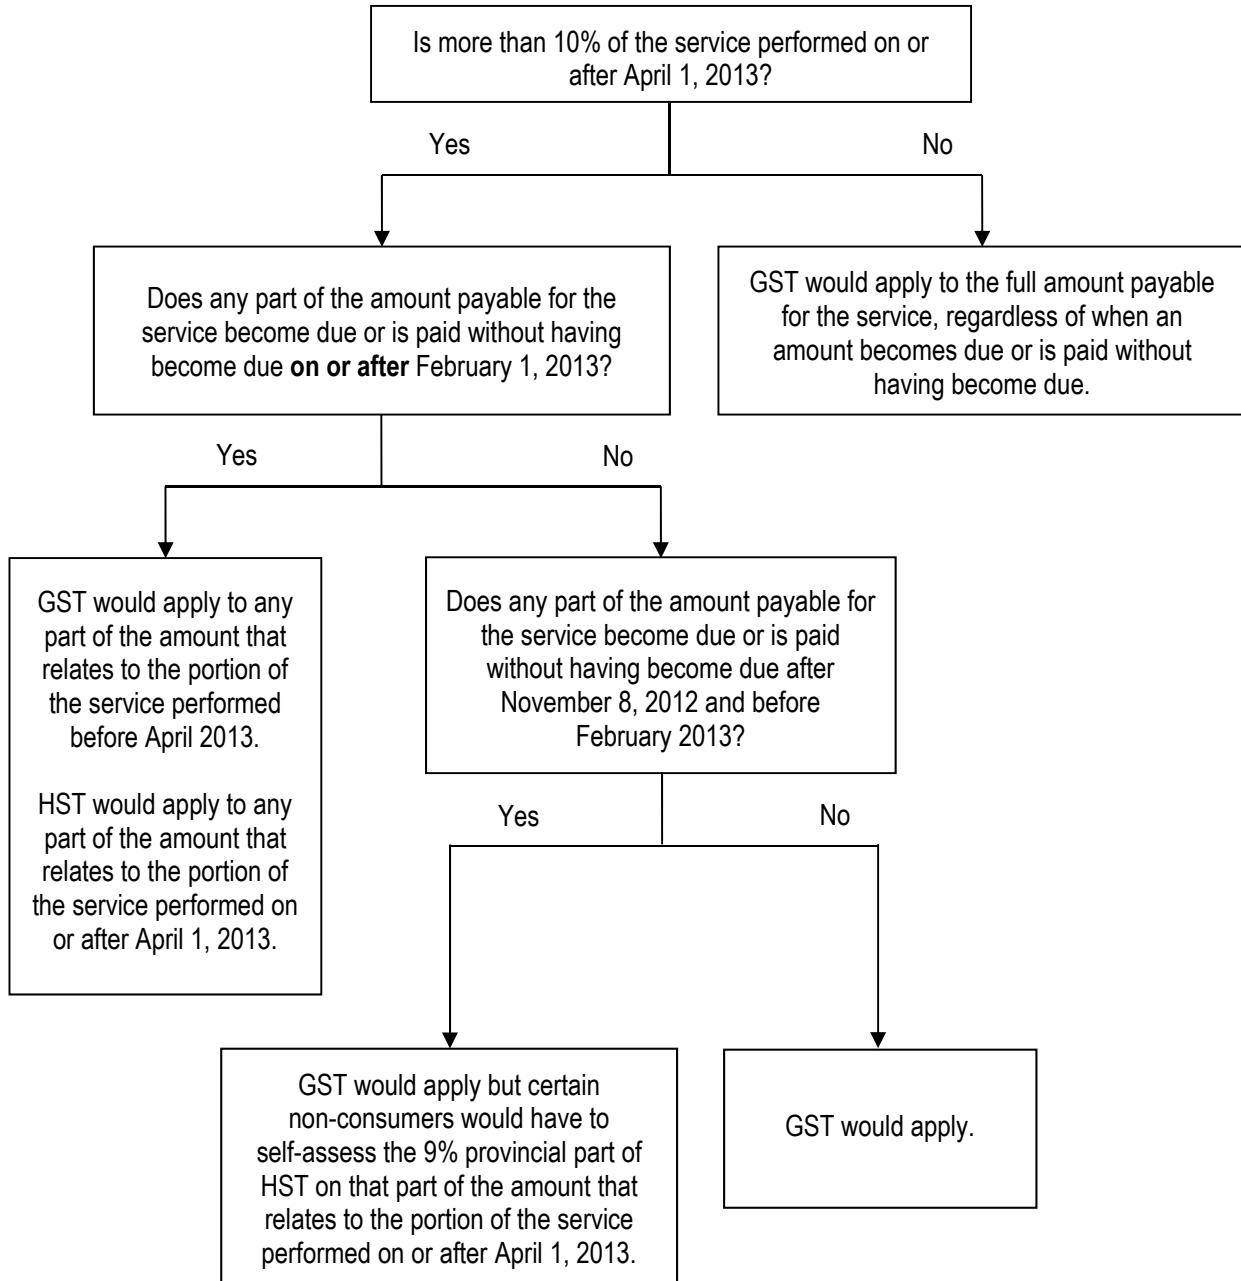 Is more than 10% of the service performed on or
after April 1, 2013?
Yes
No
Does any part of the amount payable for the
service become due or is paid without having
become due on or after February 1, 2013?
GST would apply to the full amount payable
for the service, regardless of when an
amount becomes due or is paid without
having become due.
Yes
No
GST would apply to any
part of the amount that
relates to the portion of
the service performed
before April 2013.
HST would apply to any
part of the amount that
relates to the portion of
the service performed on
or after April 1, 2013.
Does any part of the amount payable for
the service become due or is paid
without having become due after
November 8, 2012 and before
February 2013?
Yes
No
GST would apply but certain
non-consumers would have to
self-assess the 9% provincial part of
HST on that part of the amount that
relates to the portion of the service
performed on or after April 1, 2013.
GST would apply.